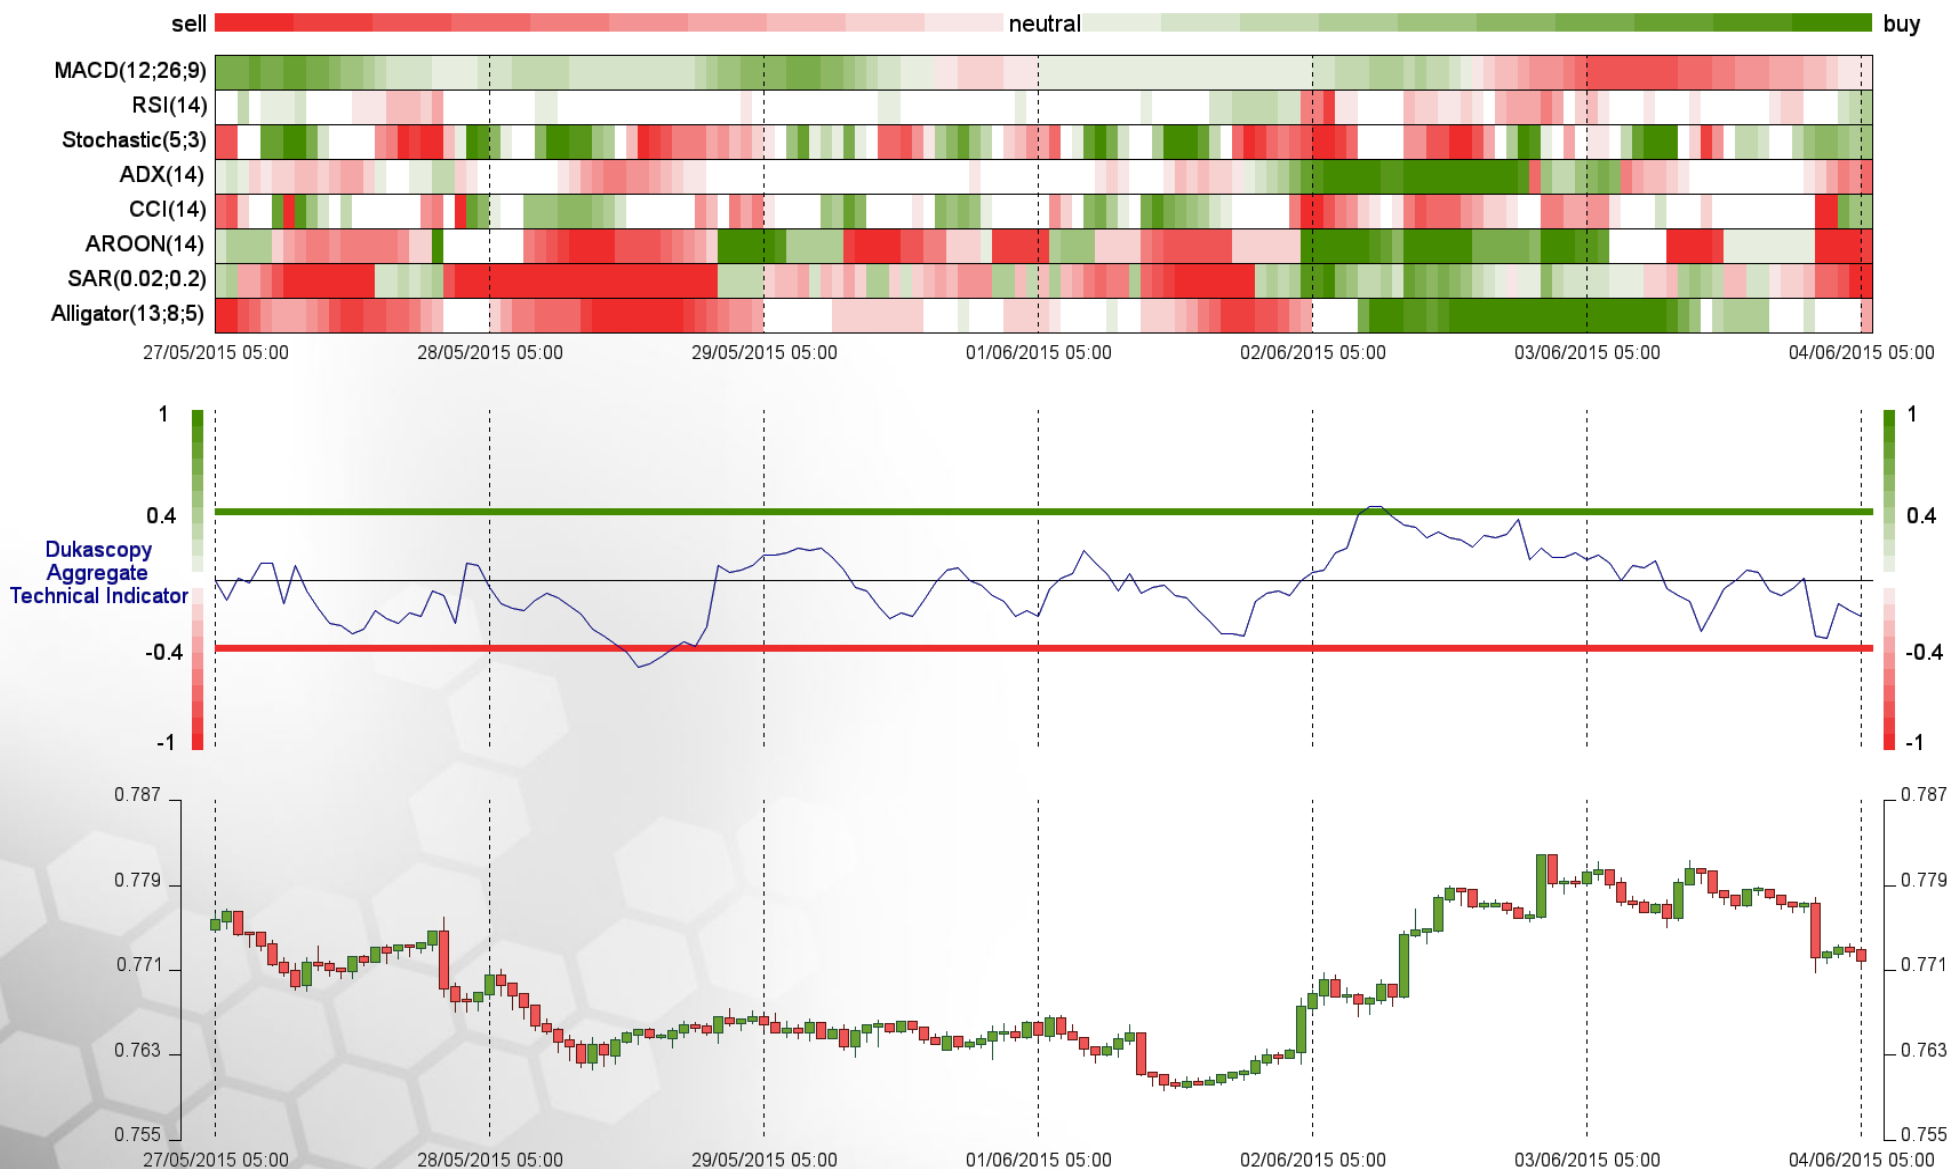 sell neutral buy
MACD(12;26;9)
RSI(14)
Stochastic(5;3)
ADX(14)
CCI(14)
AROON(14)
SAR(0.02;0.2)
Alligator(13;8;5)
27/05/2015 05:00 28/05/2015 05:00 29/05/2015 05:00 01/06/2015 05:00 02/06/2015 05:00 03/06/2015 05:00 04/06/2015 05:00
1 1
0.4 0.4
Dukascopy
Aggregate
Technical Indicator
-0.4 -0.4
-1 -1
0.787 0.787
0.779 0.779
0.771 0.771
0.763 0.763
0.755 0.755
27/05/2015 05:00 28/05/2015 05:00 29/05/2015 05:00 01/06/2015 05:00 02/06/2015 05:00 03/06/2015 05:00 04/06/2015 05:00